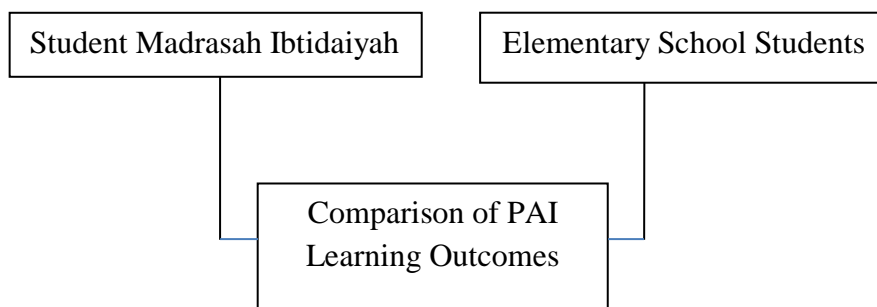 Student Madrasah Ibtidaiyah
Elementary School Students
Comparison of PAI
Learning Outcomes